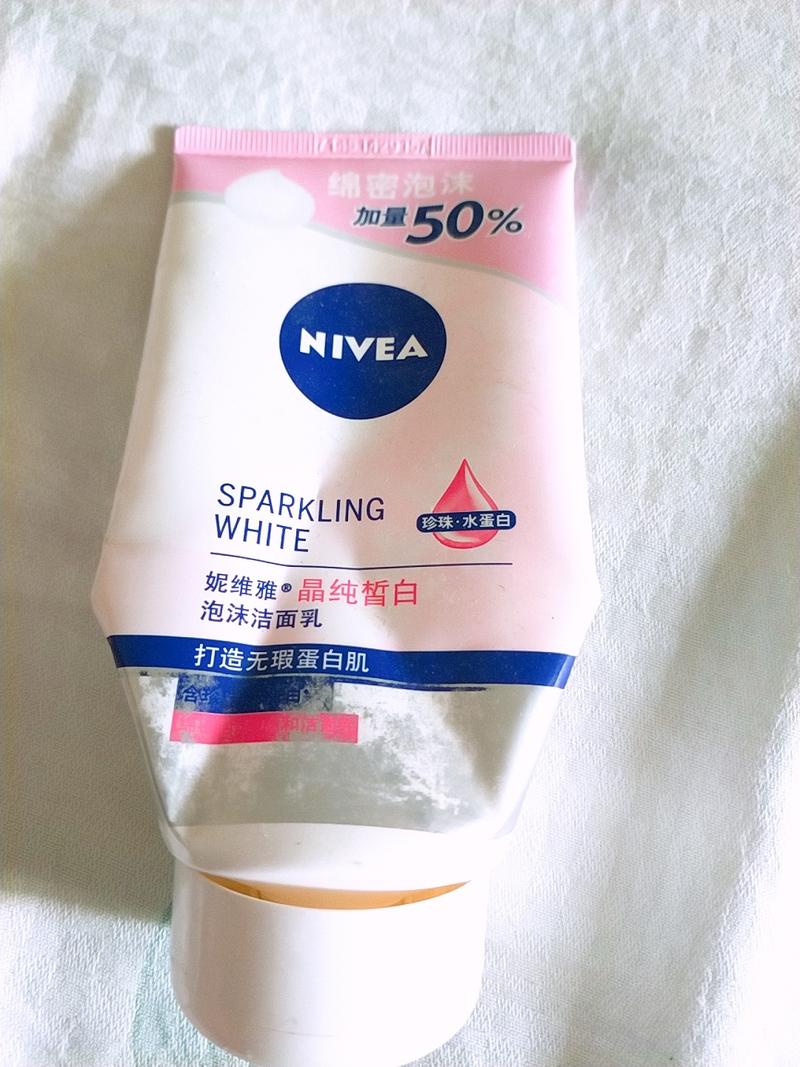 绵密泡沫
加量50%
NIVEA
SPARKLING
WHITE
珍珠·水蛋白
妮维雅®晶纯皙白
泡沫洁面乳
打造无瑕蛋白肌